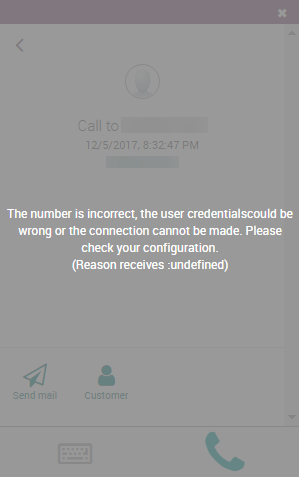 Call to
12/5/2017, 8:32:47 PM
The number is incorrect, the user credentialscould be
wrong or the connection cannot be made. Please
check your configuration.
(Reason receives :undefined)
Send mail Customer